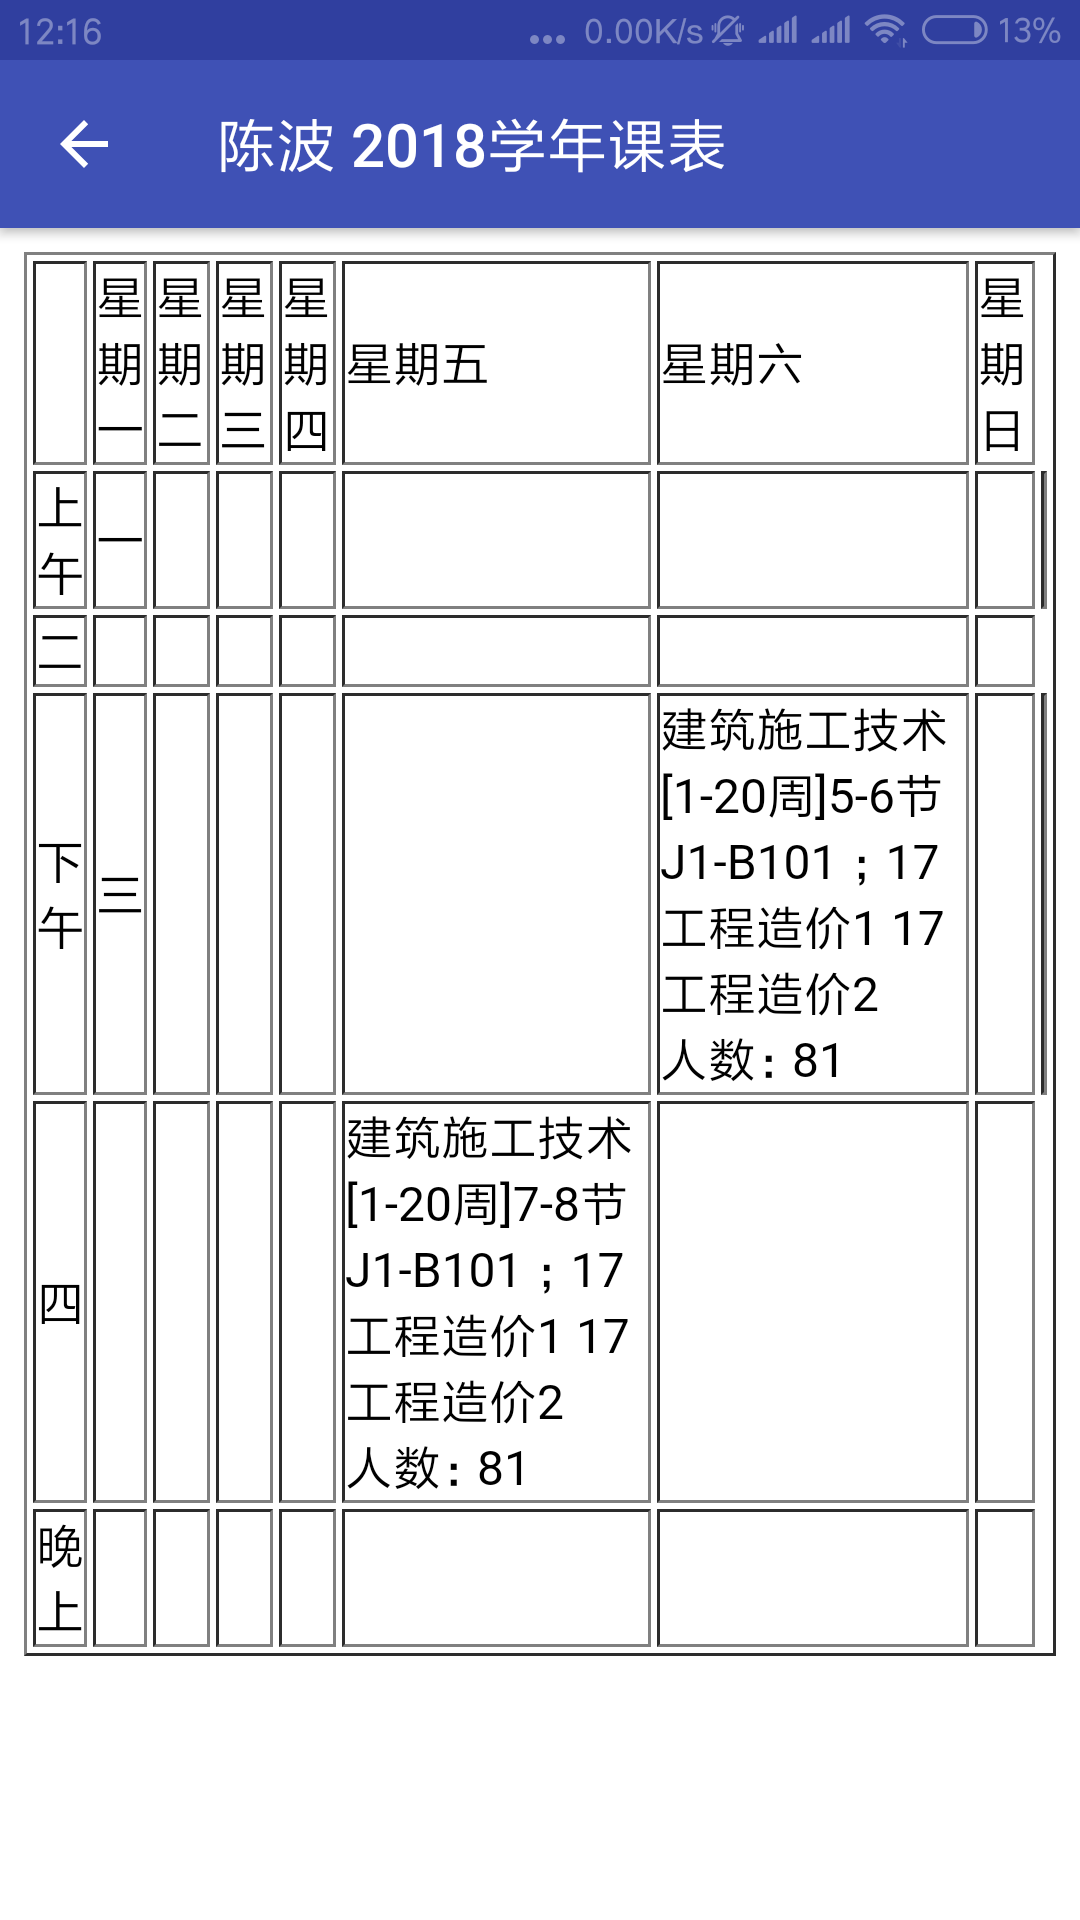 12:16
... 0.00K/s 13%
陈波 2018学年课表
星期一
星期二
星期三
星期四
星期五
星期六
星期日
上午
一
二
下午
三
建筑施工技术
[1-20周]5-6节
J1-B101；17
工程造价1 17
工程造价2
人数：81
四
建筑施工技术
[1-20周]7-8节
J1-B101；17
工程造价1 17
工程造价2
人数：81
晚上